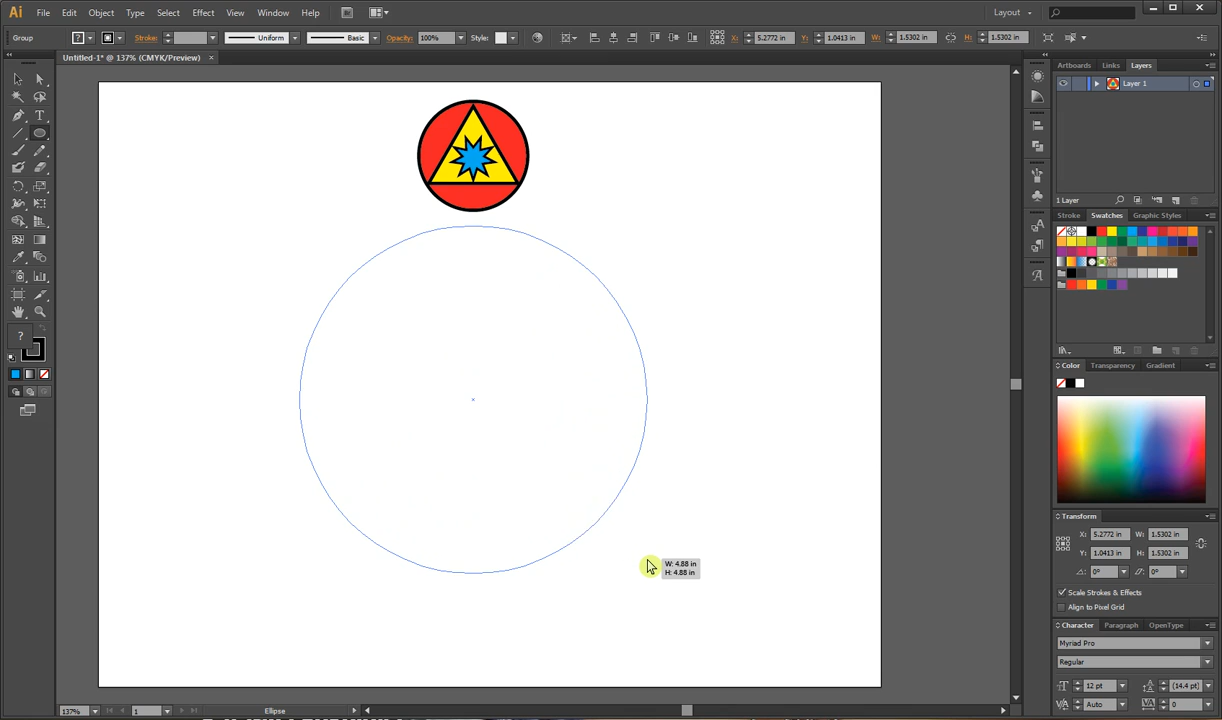 Ai File Edit Object Type Select Effect View Window Help Layout
Group ? Stroke: Uniform Basic Opacity: 100% Style: X: 5.2772 in Y: 1.0413 in W: 1.5302 in H: 1.5302 in
Untitled-1* @ 137% (CMYK/Preview) ×
Artboards Links Layers
Layer 1
1 Layer
Stroke Swatches Graphic Styles
Color Transparency Gradient
?
W: 4.88 in
H: 4.88 in
Transform
X: 5.2772 in W: 1.5302 in
Y: 1.0413 in H: 1.5302 in
0° 0°
Scale Strokes & Effects
Align to Pixel Grid
Character Paragraph OpenType
Myriad Pro
Regular
12 pt (14.4 pt)
Auto 0
137% 1 Ellipse